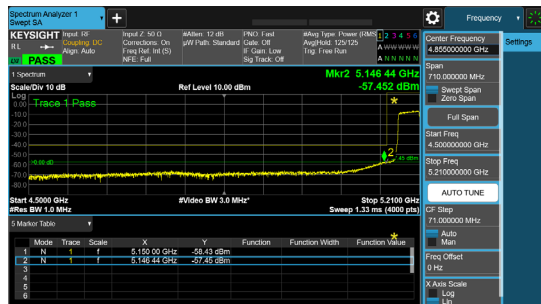 Spectrum Analyzer 1
Swept SA
+
Frequency
KEYSIGHT
Input: RF
Input Z: 50 Ω
#Atten: 12 dB
PNO: Fast
#Avg Type: Power (RMS)
1 2 3 4 5 6
RL
Coupling: DC
Corrections: On
µW Path: Standard
Gate: Off
Avg|Hold: 125/125
A W W W W W
Align: Auto
Freq Ref: Int (S)
IF Gain: Low
Trig: Free Run
NFE: Full
Sig Track: Off
A N N N N N
PASS
1 Spectrum
Mkr2 5.146 44 GHz
Scale/Div 10 dB
Ref Level 10.00 dBm
-57.452 dBm
Log
Trace 1 Pass
0.00
-10.0
-20.0
-30.0
-40.0
-50.0
-60.0
-70.0
-80.0
2
Start 4.5000 GHz
#Video BW 3.0 MHz*
Stop 5.2100 GHz
#Res BW 1.0 MHz
Sweep 1.33 ms (4000 pts)
5 Marker Table
Mode Trace Scale X Y Function Function Width Function Value
1 N 1 f 5.150 00 GHz -58.43 dBm
2 N 1 f 5.146 44 GHz -57.45 dBm
3
4
5
6
Center Frequency
4.855000000 GHz
Settings
Span
710.000000 MHz
Swept Span
Zero Span
Full Span
Start Freq
4.500000000 GHz
Stop Freq
5.210000000 GHz
AUTO TUNE
CF Step
71.000000 MHz
Auto
Man
Freq Offset
0 Hz
X Axis Scale
Log
Lin